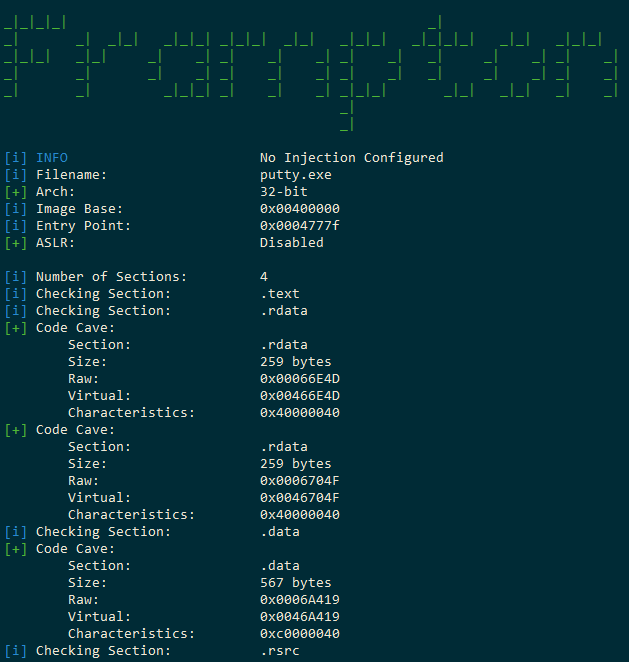 Frampton
[i] INFO No Injection Configured
[i] Filename: putty.exe
[+] Arch: 32-bit
[i] Image Base: 0x00400000
[i] Entry Point: 0x0004777f
[+] ASLR: Disabled
[i] Number of Sections: 4
[i] Checking Section: .text
[i] Checking Section: .rdata
[+] Code Cave:
Section: .rdata
Size: 259 bytes
Raw: 0x00066E4D
Virtual: 0x00466E4D
Characteristics: 0x40000040
[+] Code Cave:
Section: .rdata
Size: 259 bytes
Raw: 0x0006704F
Virtual: 0x0046704F
Characteristics: 0x40000040
[i] Checking Section: .data
[+] Code Cave:
Section: .data
Size: 567 bytes
Raw: 0x0006A419
Virtual: 0x0046A419
Characteristics: 0xc0000040
[i] Checking Section: .rsrc